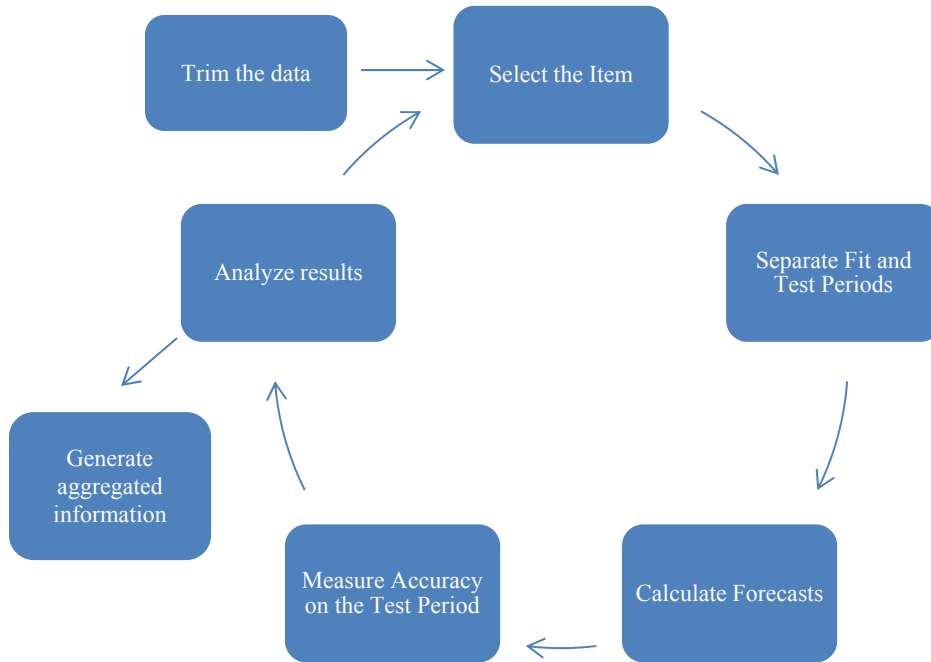 Trim the data
Select the Item
Separate Fit and
Test Periods
Calculate Forecasts
Measure Accuracy
on the Test Period
Analyze results
Generate
aggregated
information